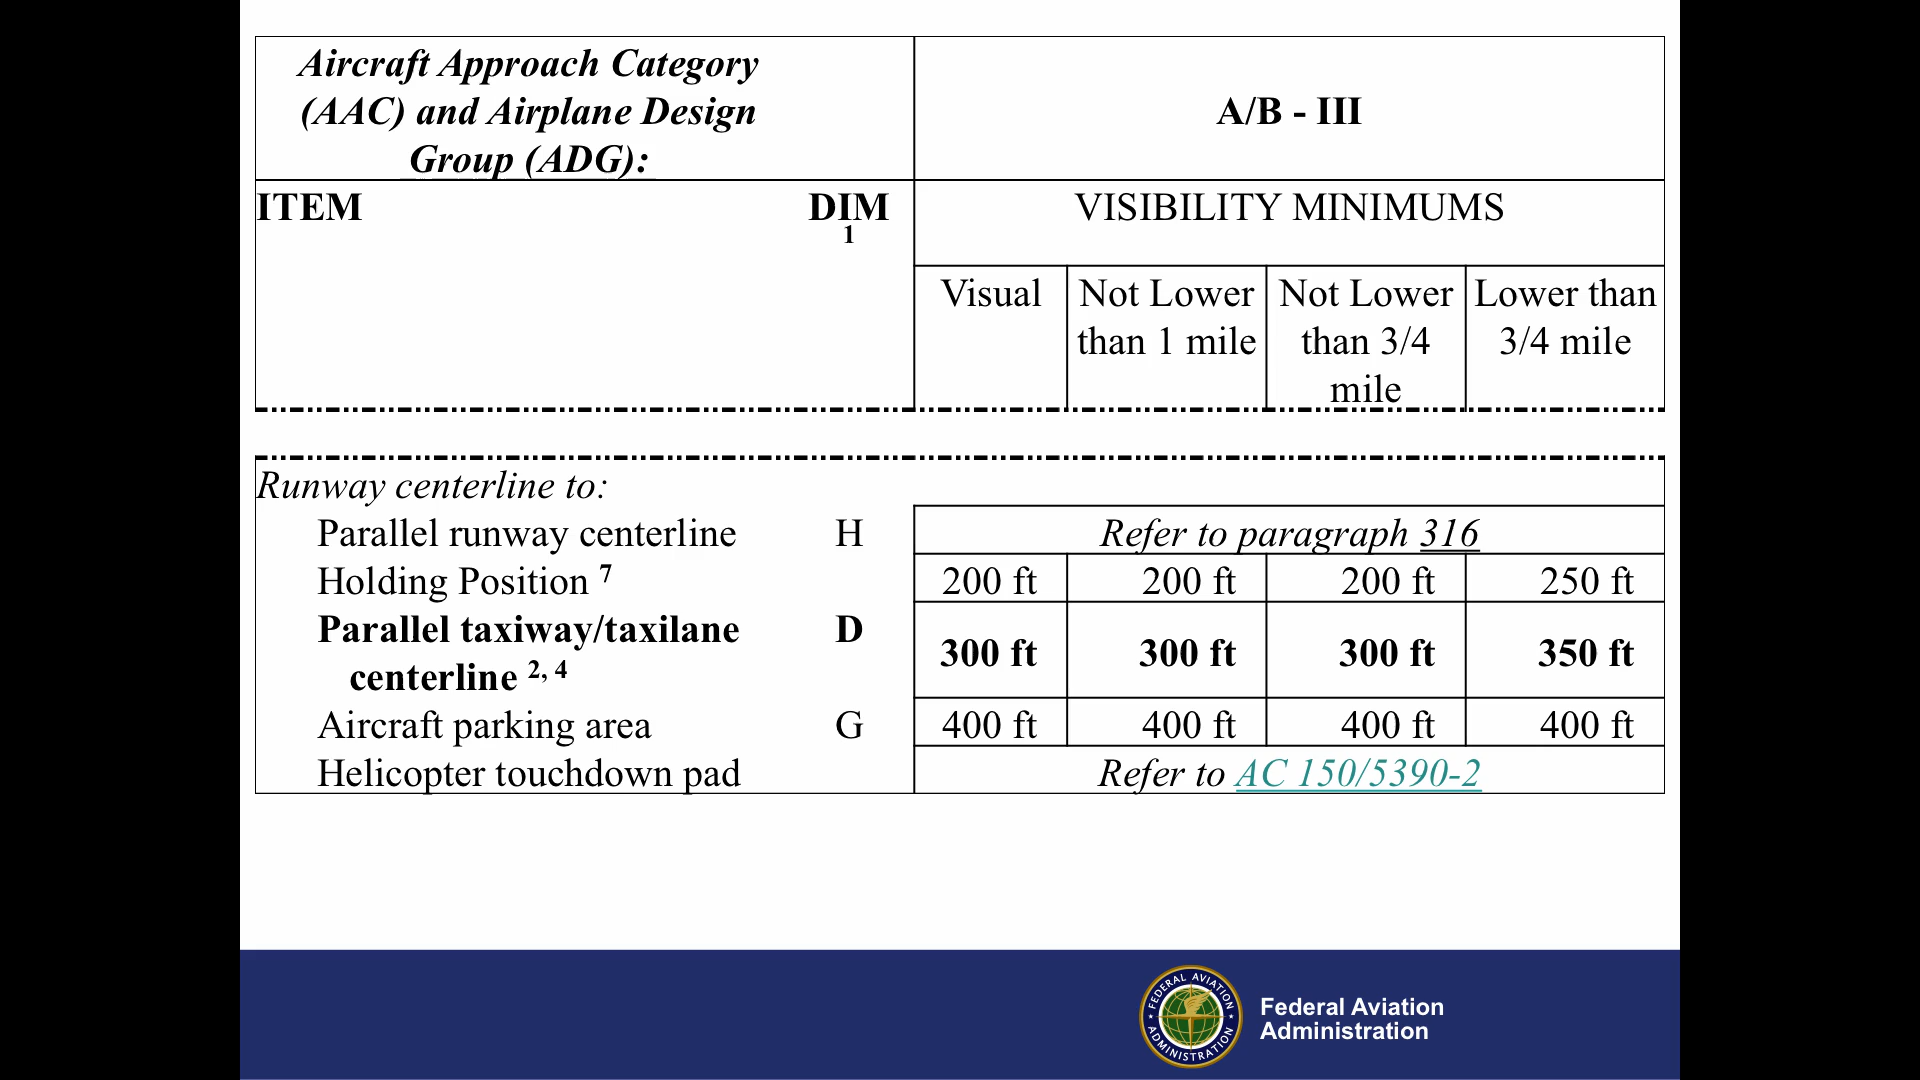 Aircraft Approach Category
(AAC) and Airplane Design
Group (ADG):
A/B - III
ITEM
DIM
1
VISIBILITY MINIMUMS
Visual
Not Lower
than 1 mile
Not Lower
than 3/4
mile
Lower than
3/4 mile
Runway centerline to:
Parallel runway centerline H Refer to paragraph 316
Holding Position 7 200 ft 200 ft 200 ft 250 ft
Parallel taxiway/taxilane D
centerline 2, 4
300 ft 300 ft 300 ft 350 ft
Aircraft parking area G 400 ft 400 ft 400 ft 400 ft
Helicopter touchdown pad Refer to AC 150/5390-2
FEDERAL AVIATION
ADMINISTRATION
Federal Aviation
Administration